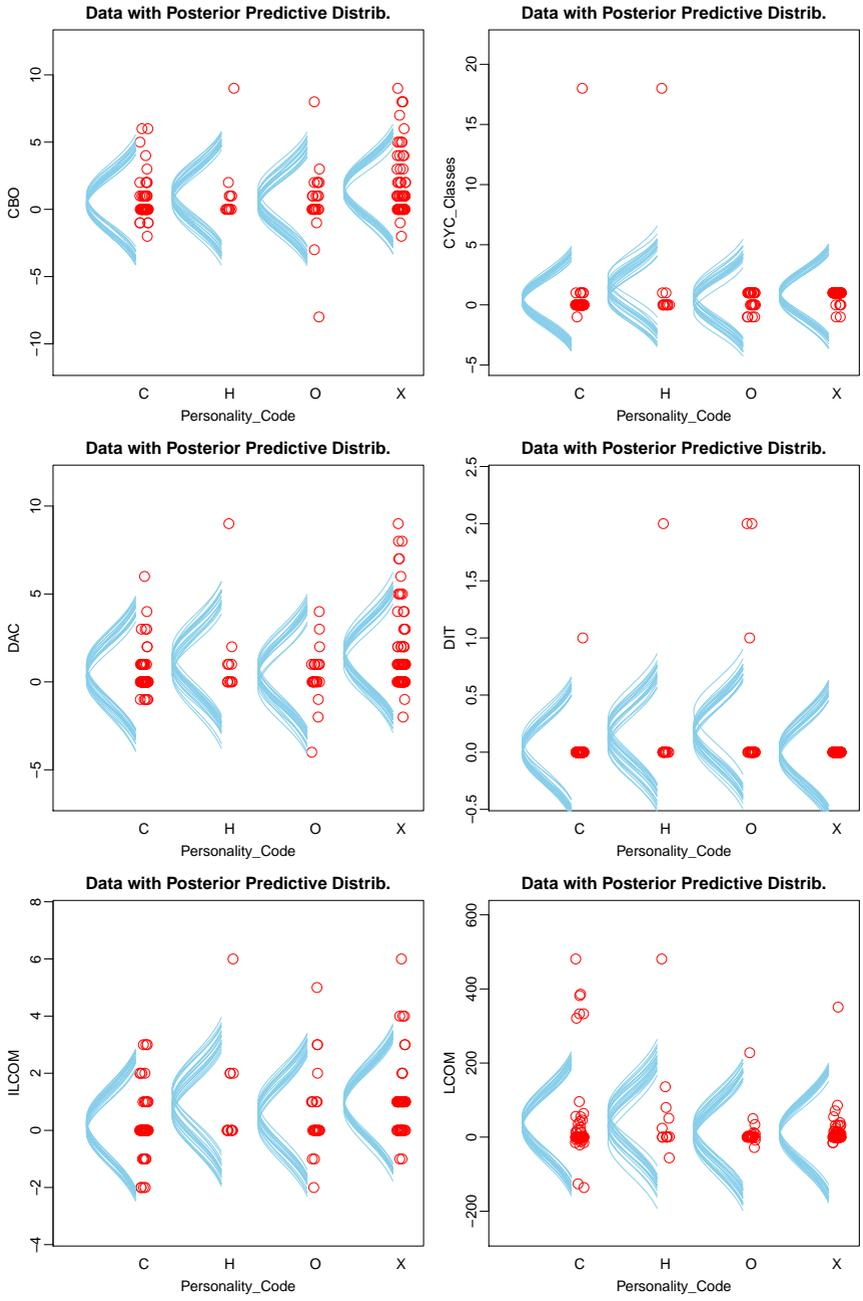 Data with Posterior Predictive Distrib.
CBO
10
5
0
−5
−10
C H O X
Personality_Code
Data with Posterior Predictive Distrib.
CYC_Classes
20
15
10
5
0
−5
C H O X
Personality_Code
Data with Posterior Predictive Distrib.
DAC
10
5
0
−5
C H O X
Personality_Code
Data with Posterior Predictive Distrib.
DIT
2.5
2.0
1.5
1.0
0.5
0.0
−0.5
C H O X
Personality_Code
Data with Posterior Predictive Distrib.
ILCOM
8
6
4
2
0
−2
−4
C H O X
Personality_Code
Data with Posterior Predictive Distrib.
LCOM
600
400
200
0
−200
C H O X
Personality_Code